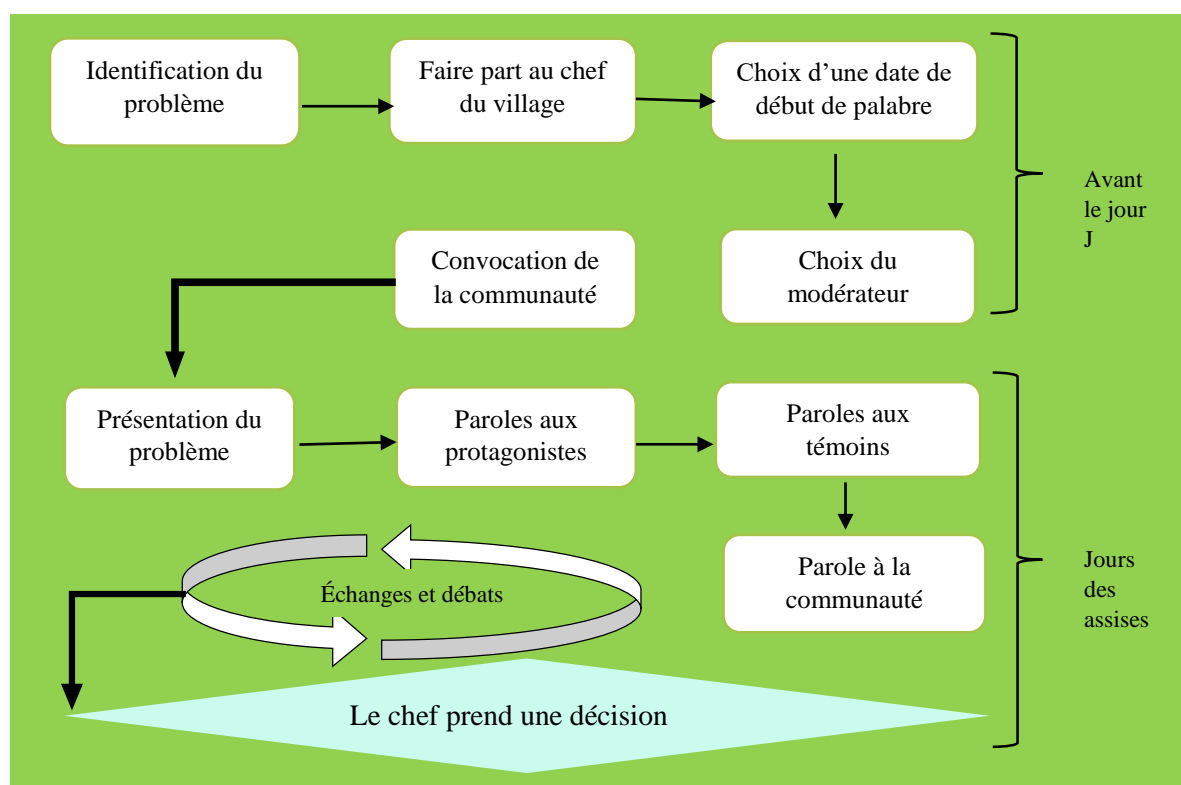 Identification du
problème
Faire part au chef
du village
Choix d’une date de
début de palabre
Avant
le jour
J
Convocation de
la communauté
Choix du
modérateur
Présentation du
problème
Paroles aux
protagonistes
Paroles aux
témoins
Parole à la
communauté
Échanges et débats
Jours
des
assises
Le chef prend une décision